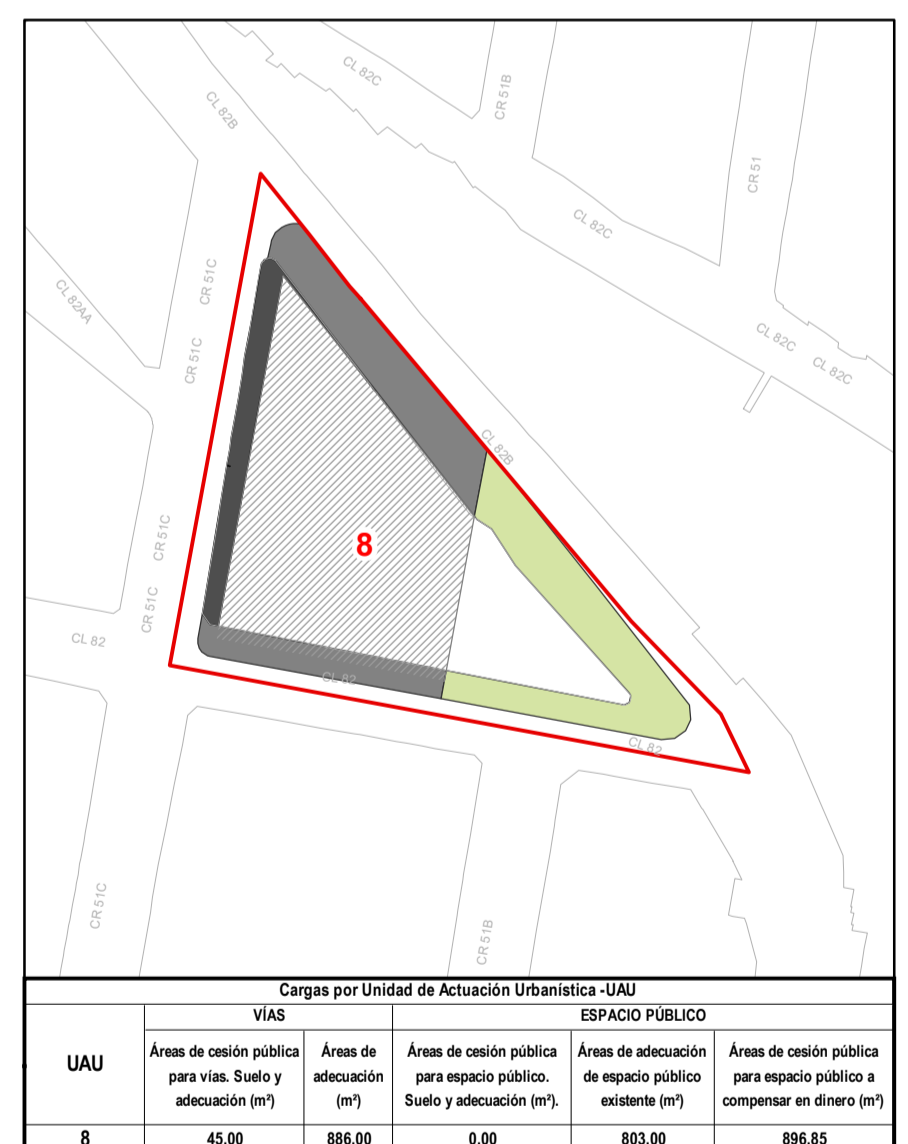 CL 82C
CR 51B
CL 82B
CR 51
CL 82C
CR 51C
CL 82AA
CR 51C
CL 82C
CL 82C
CL 82B
8
CR 51C
CR 51C
CL 82
CL 82
CL 82
CR 51C
CR 51B
Cargas por Unidad de Actuación Urbanística -UAU
VÍAS
ESPACIO PÚBLICO
UAU
Áreas de cesión pública
para vías. Suelo y
adecuación (m²)
Áreas de
adecuación
(m²)
Áreas de cesión pública
para espacio público.
Suelo y adecuación (m²).
Áreas de adecuación
de espacio público
existente (m²)
Áreas de cesión pública
para espacio público a
compensar en dinero (m²)
8
45.00
886.00
0.00
803.00
896.85